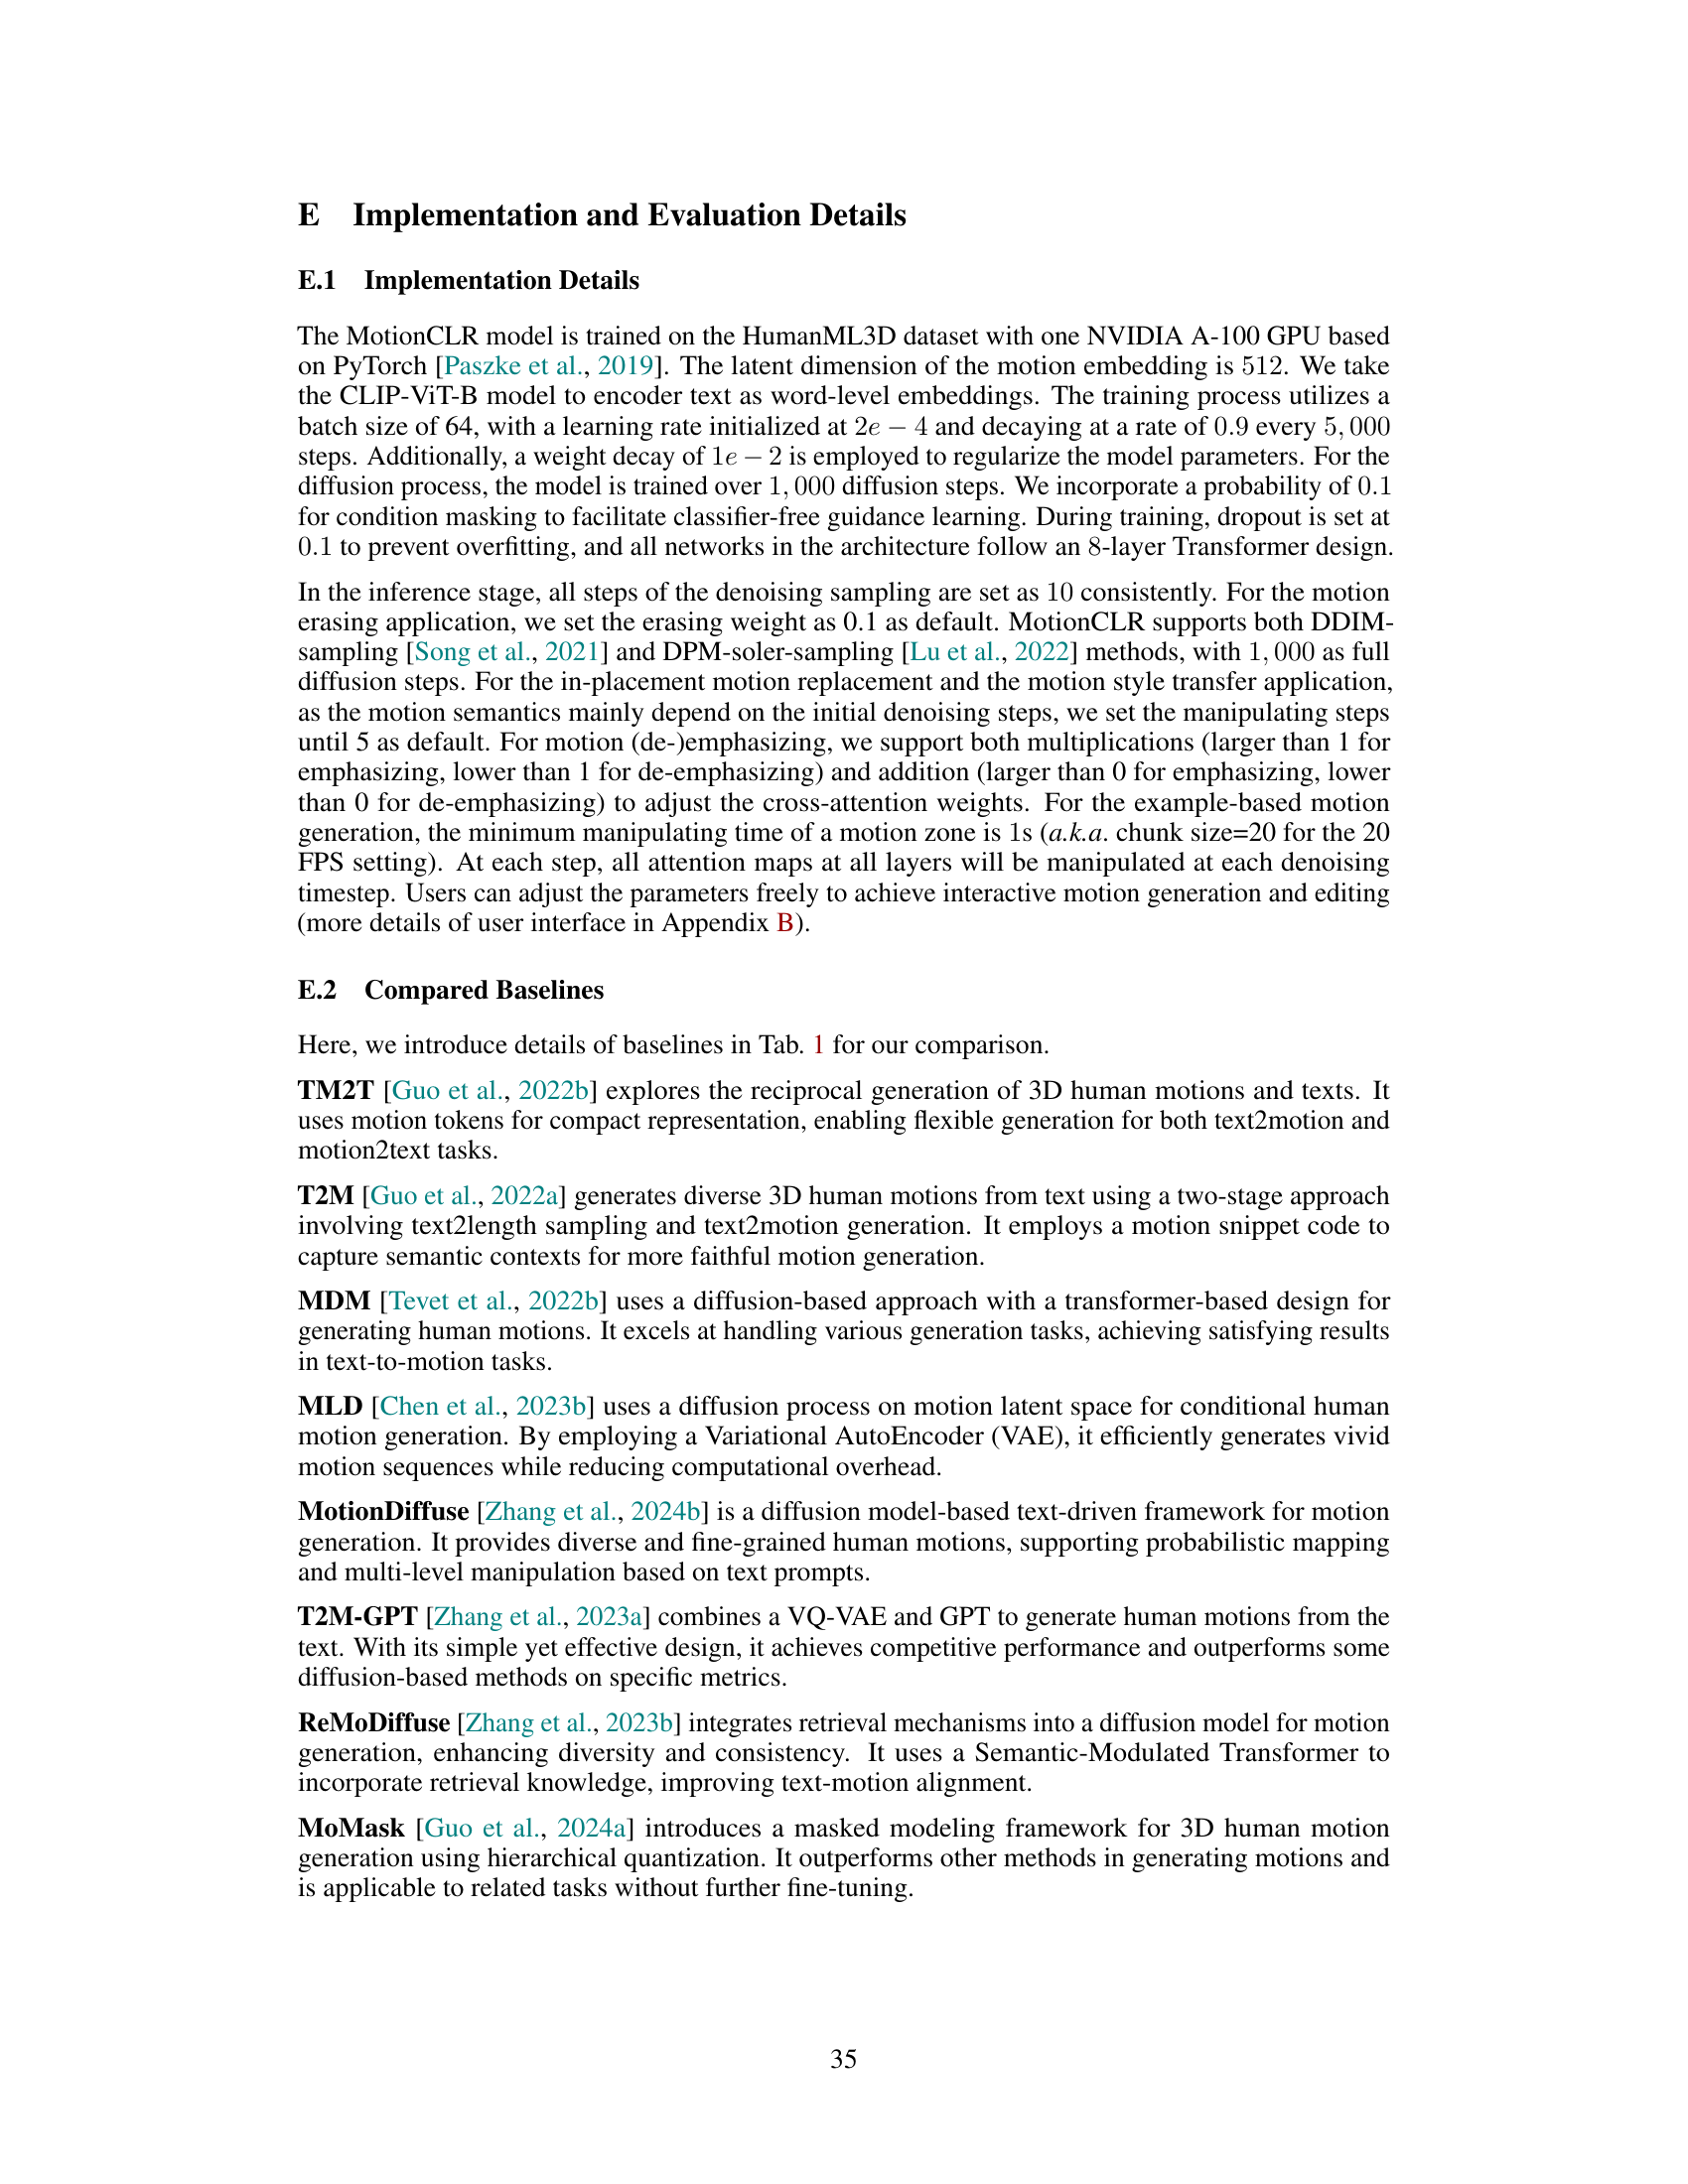 E Implementation and Evaluation Details
E.1 Implementation Details
The MotionCLR model is trained on the HumanML3D dataset with one NVIDIA A-100 GPU based
on PyTorch [Paszke et al., 2019]. The latent dimension of the motion embedding is 512. We take
the CLIP-ViT-B model to encoder text as word-level embeddings. The training process utilizes a
batch size of 64, with a learning rate initialized at 2e − 4 and decaying at a rate of 0.9 every 5, 000
steps. Additionally, a weight decay of 1e − 2 is employed to regularize the model parameters. For the
diffusion process, the model is trained over 1, 000 diffusion steps. We incorporate a probability of 0.1
for condition masking to facilitate classifier-free guidance learning. During training, dropout is set at
0.1 to prevent overfitting, and all networks in the architecture follow an 8-layer Transformer design.
In the inference stage, all steps of the denoising sampling are set as 10 consistently. For the motion
erasing application, we set the erasing weight as 0.1 as default. MotionCLR supports both DDIM-
sampling [Song et al., 2021] and DPM-soler-sampling [Lu et al., 2022] methods, with 1, 000 as full
diffusion steps. For the in-placement motion replacement and the motion style transfer application,
as the motion semantics mainly depend on the initial denoising steps, we set the manipulating steps
until 5 as default. For motion (de-)emphasizing, we support both multiplications (larger than 1 for
emphasizing, lower than 1 for de-emphasizing) and addition (larger than 0 for emphasizing, lower
than 0 for de-emphasizing) to adjust the cross-attention weights. For the example-based motion
generation, the minimum manipulating time of a motion zone is 1s (a.k.a. chunk size=20 for the 20
FPS setting). At each step, all attention maps at all layers will be manipulated at each denoising
timestep. Users can adjust the parameters freely to achieve interactive motion generation and editing
(more details of user interface in Appendix B).
E.2 Compared Baselines
Here, we introduce details of baselines in Tab. 1 for our comparison.
TM2T [Guo et al., 2022b] explores the reciprocal generation of 3D human motions and texts. It
uses motion tokens for compact representation, enabling flexible generation for both text2motion and
motion2text tasks.
T2M [Guo et al., 2022a] generates diverse 3D human motions from text using a two-stage approach
involving text2length sampling and text2motion generation. It employs a motion snippet code to
capture semantic contexts for more faithful motion generation.
MDM [Tevet et al., 2022b] uses a diffusion-based approach with a transformer-based design for
generating human motions. It excels at handling various generation tasks, achieving satisfying results
in text-to-motion tasks.
MLD [Chen et al., 2023b] uses a diffusion process on motion latent space for conditional human
motion generation. By employing a Variational AutoEncoder (VAE), it efficiently generates vivid
motion sequences while reducing computational overhead.
MotionDiffuse [Zhang et al., 2024b] is a diffusion model-based text-driven framework for motion
generation. It provides diverse and fine-grained human motions, supporting probabilistic mapping
and multi-level manipulation based on text prompts.
T2M-GPT [Zhang et al., 2023a] combines a VQ-VAE and GPT to generate human motions from the
text. With its simple yet effective design, it achieves competitive performance and outperforms some
diffusion-based methods on specific metrics.
ReMoDiffuse [Zhang et al., 2023b] integrates retrieval mechanisms into a diffusion model for motion
generation, enhancing diversity and consistency. It uses a Semantic-Modulated Transformer to
incorporate retrieval knowledge, improving text-motion alignment.
MoMask [Guo et al., 2024a] introduces a masked modeling framework for 3D human motion
generation using hierarchical quantization. It outperforms other methods in generating motions and
is applicable to related tasks without further fine-tuning.
35